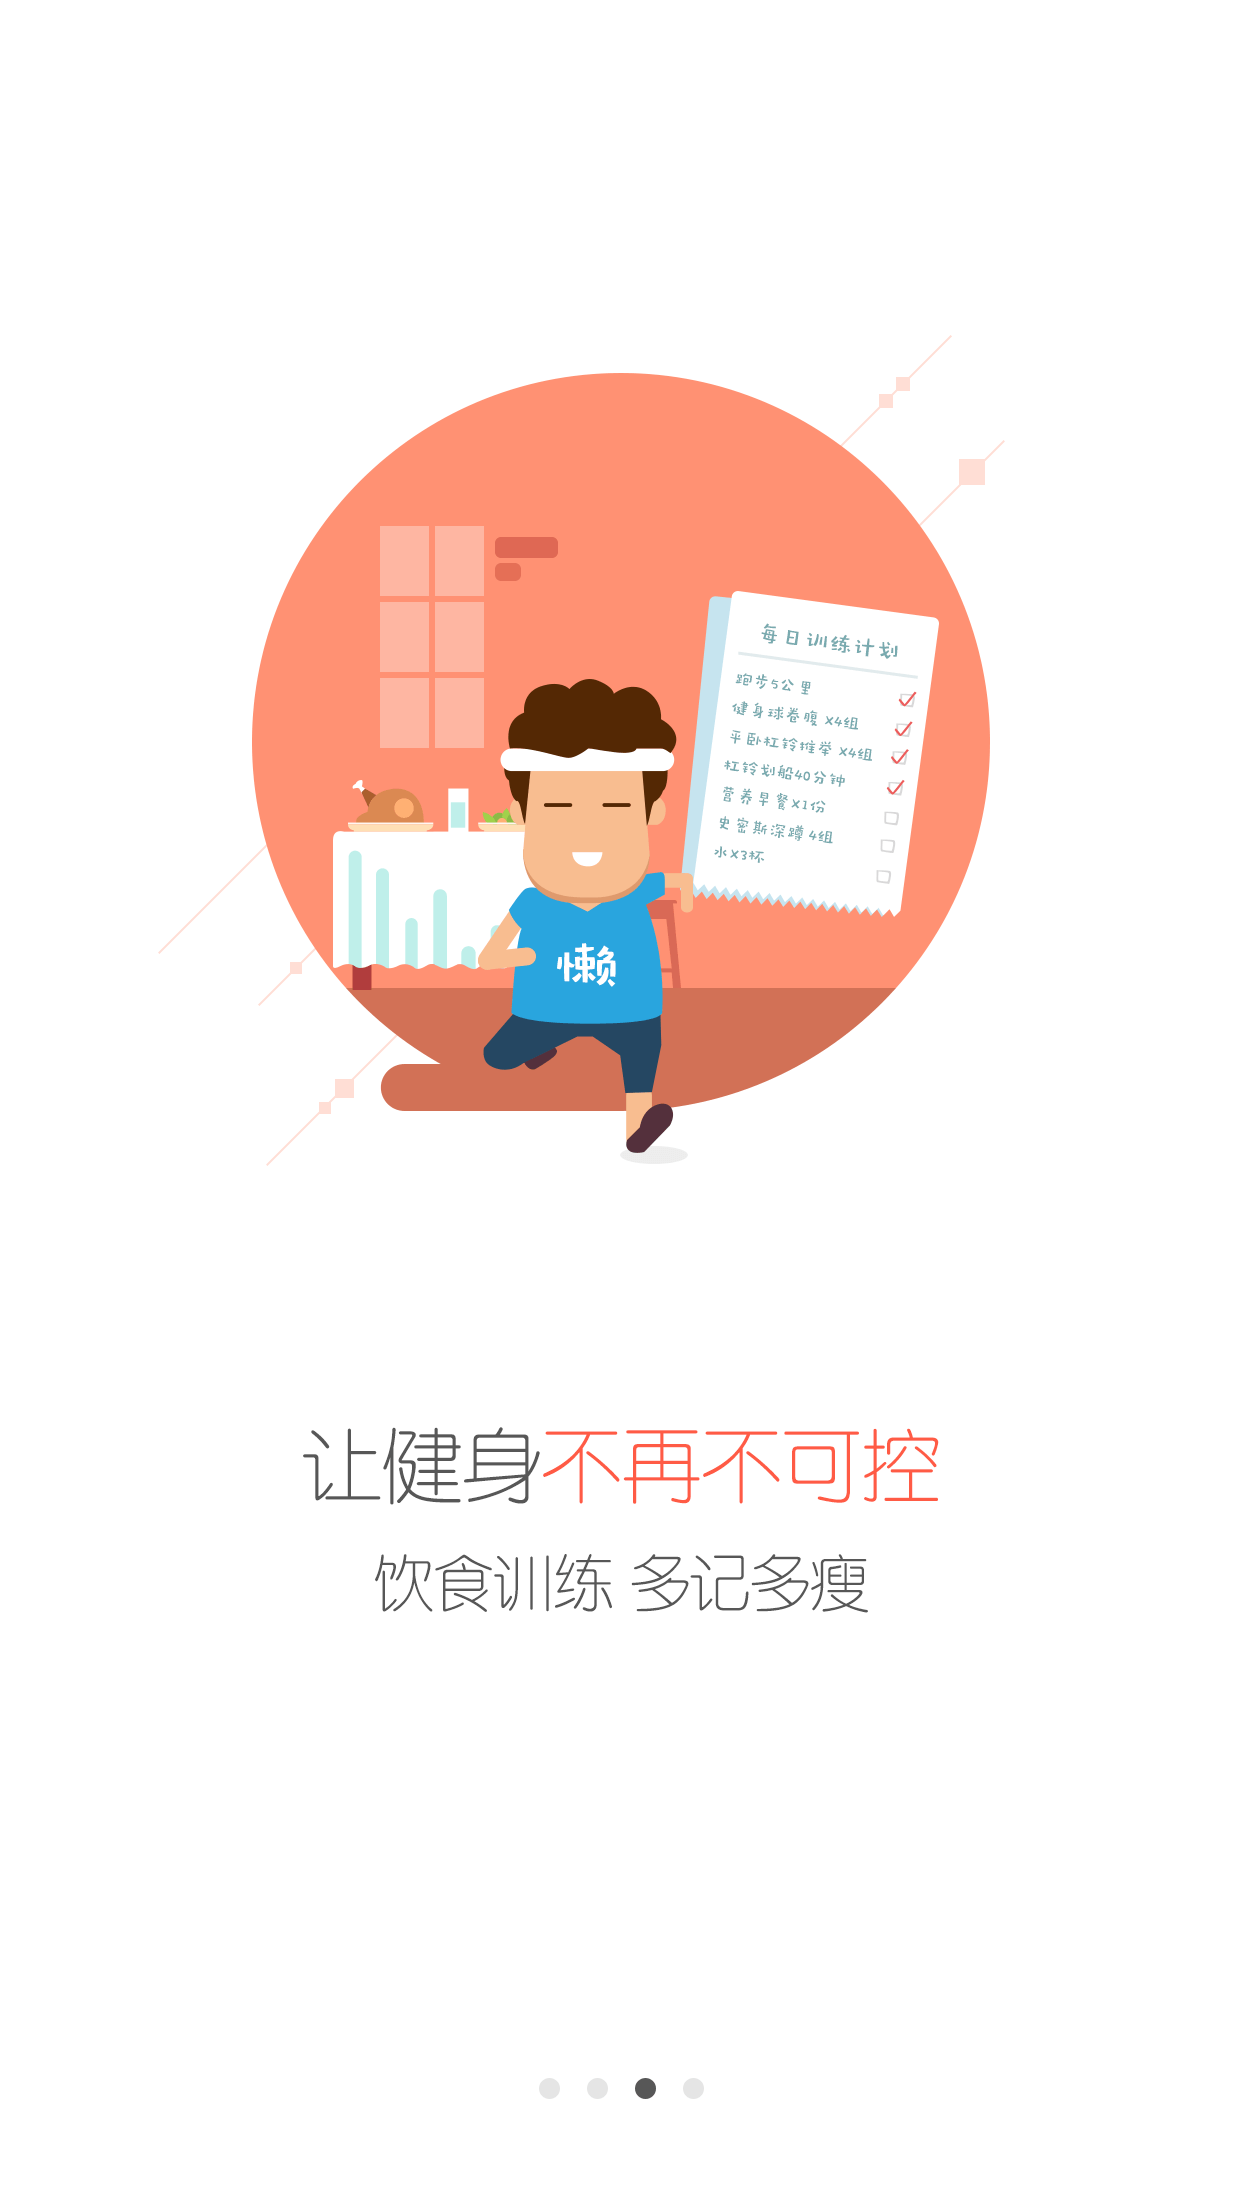 每日训练计划
跑步5公里
健身球卷腹 X4组
平卧杠铃推举 X4组
杠铃划船40分钟
营养早餐X1份
史密斯深蹲 4组
水X3杯
懒
让健身不再不可控
饮食训练 多记多瘦